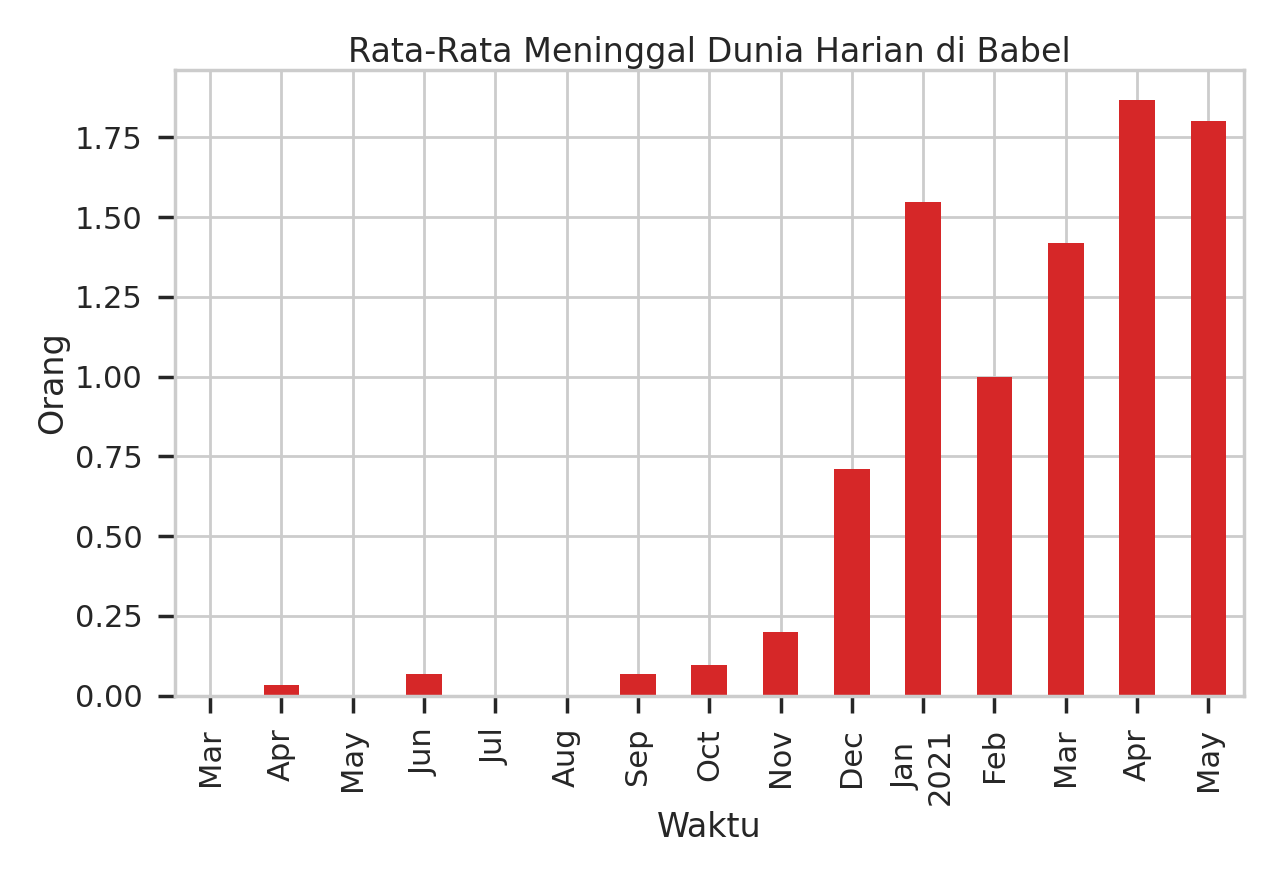 Rata-Rata Meninggal Dunia Harian di Babel
Orang
1.75
1.50
1.25
1.00
0.75
0.50
0.25
0.00
Mar
Apr
May
Jun
Jul
Aug
Sep
Oct
Nov
Dec
Jan
2021
Feb
Mar
Apr
May
Waktu